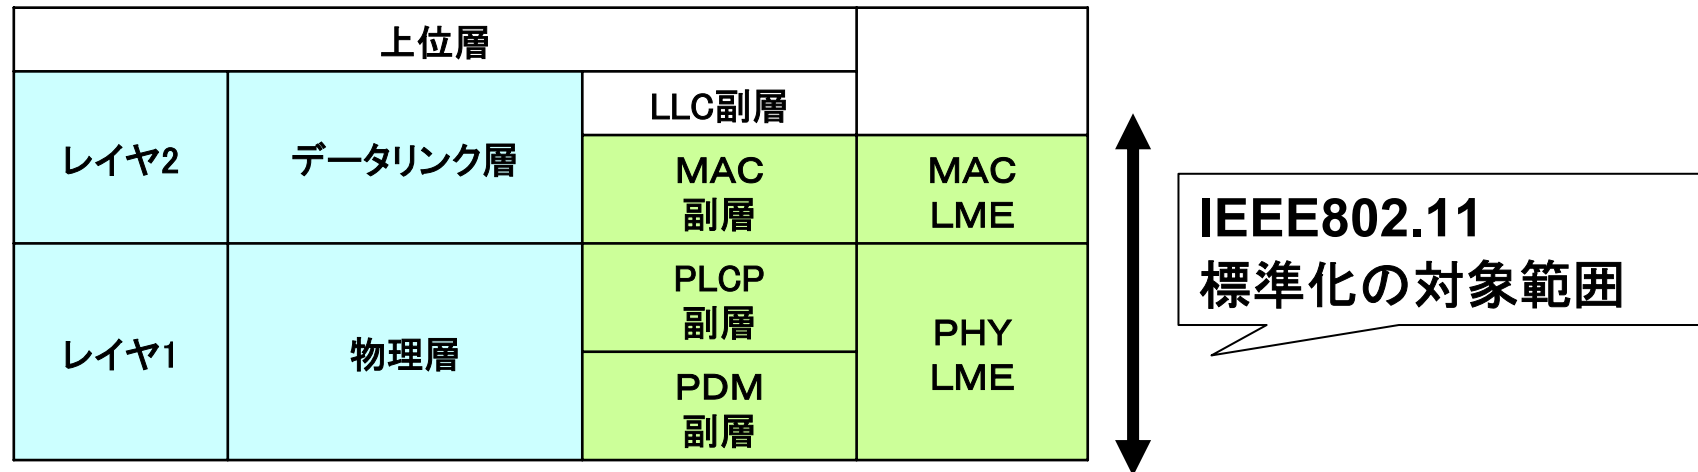 上位層
レイヤ2
データリンク層
LLC副層
MAC
副層
MAC
LME
レイヤ1
物理層
PLCP
副層
PDM
副層
PHY
LME
IEEE802.11
標準化の対象範囲